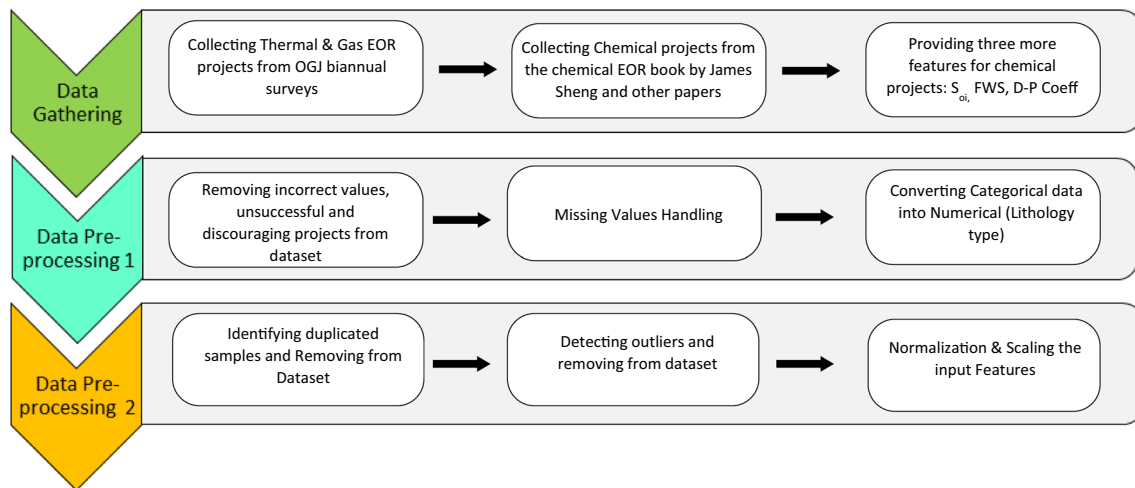 Data
Gathering
Collecting Thermal & Gas EOR
projects from OGJ biannual
surveys
Collecting Chemical projects from
the chemical EOR book by James
Sheng and other papers
Providing three more
features for chemical
projects: Soi, FWS, D-P Coeff
Data Pre-
processing 1
Removing incorrect values,
unsuccessful and
discouraging projects from
dataset
Missing Values Handling
Converting Categorical data
into Numerical (Lithology
type)
Data Pre-
processing 2
Identifying duplicated
samples and Removing from
Dataset
Detecting outliers and
removing from dataset
Normalization & Scaling the
input Features